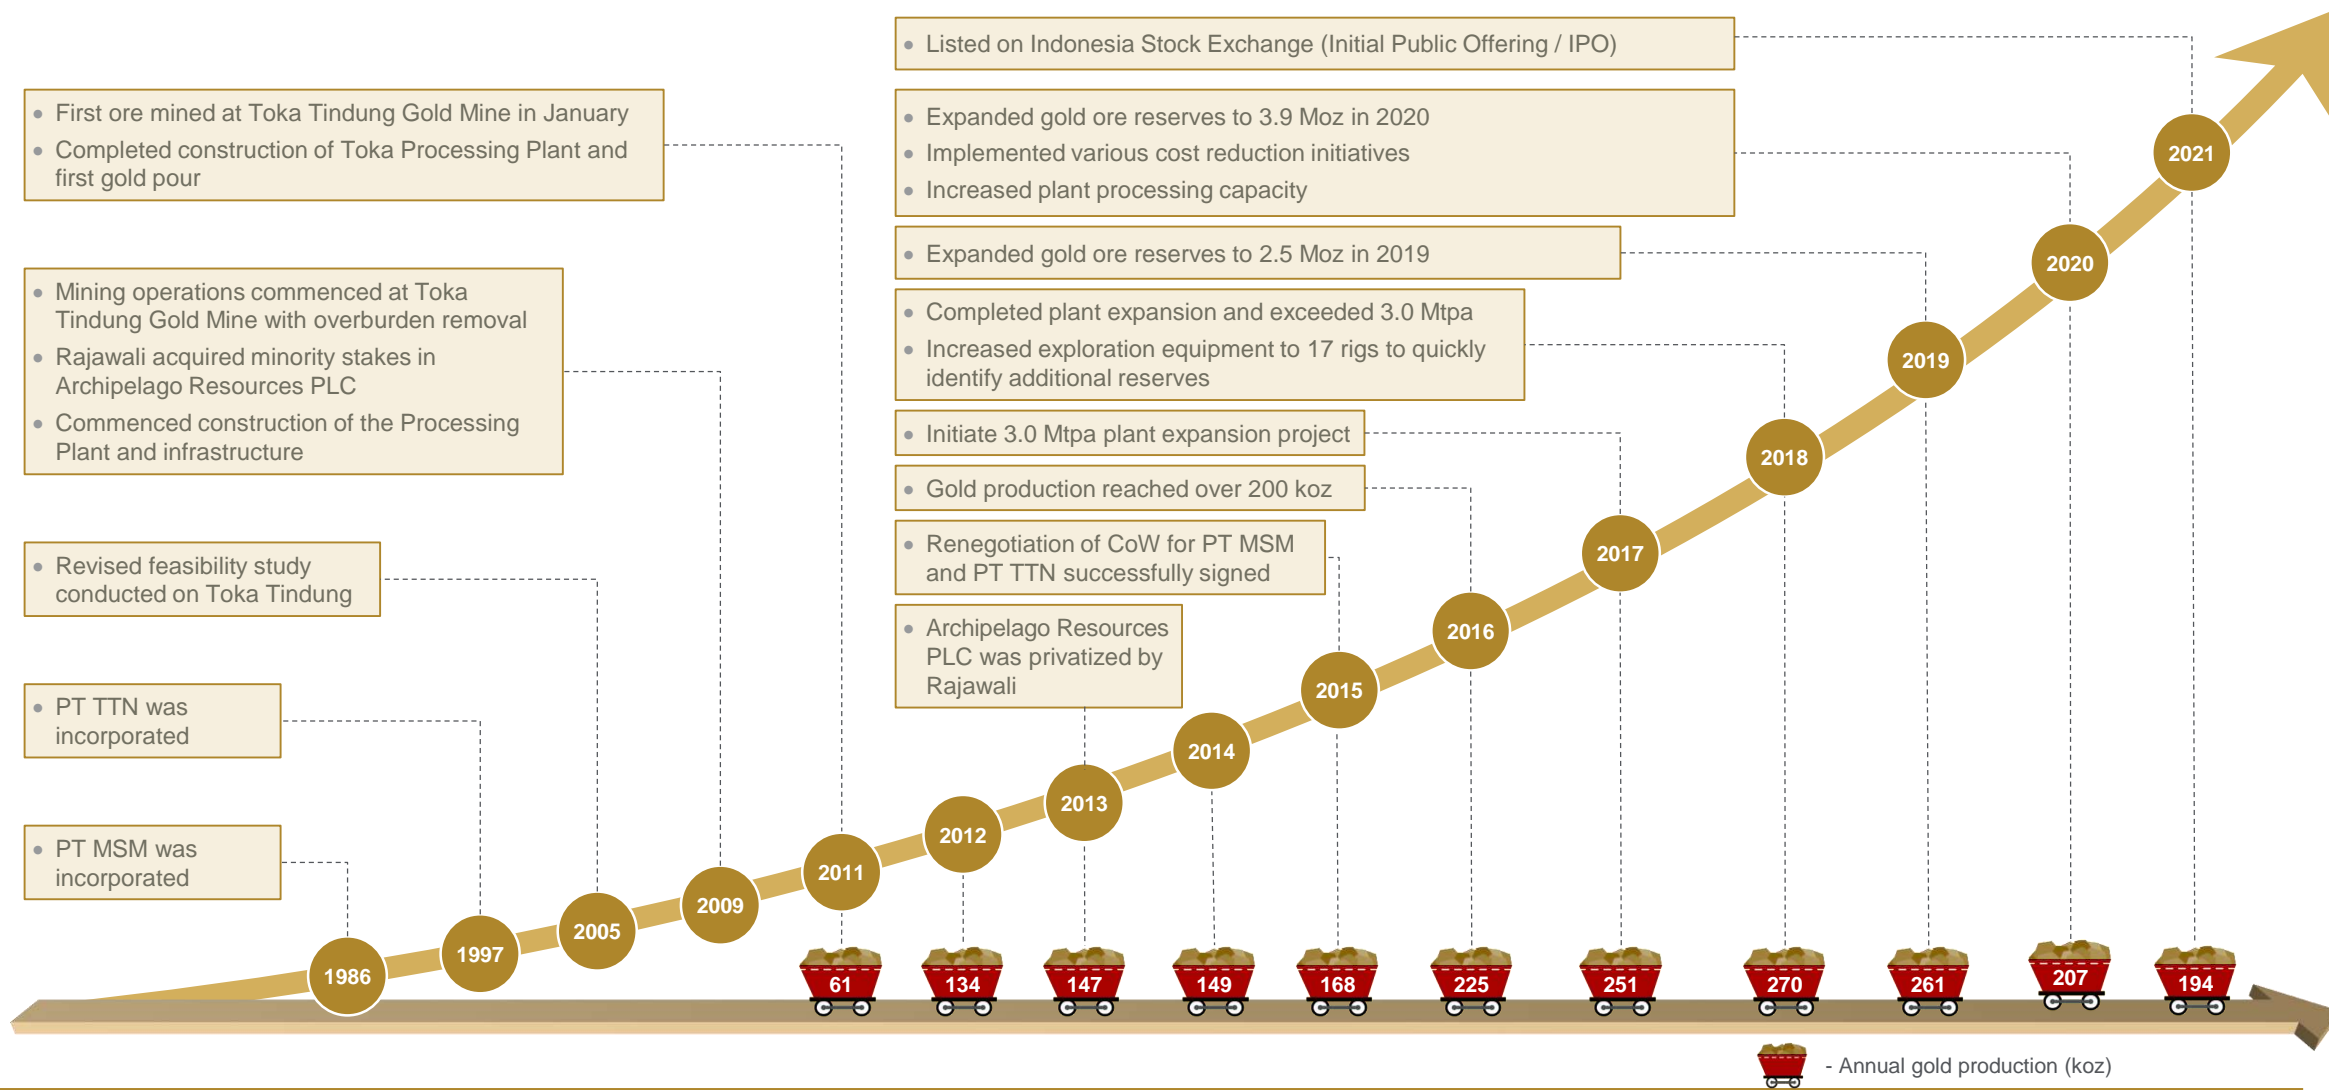 • Listed on Indonesia Stock Exchange (Initial Public Offering / IPO)
• First ore mined at Toka Tindung Gold Mine in January
• Completed construction of Toka Processing Plant and
first gold pour
• Expanded gold ore reserves to 3.9 Moz in 2020
• Implemented various cost reduction initiatives
• Increased plant processing capacity
• Expanded gold ore reserves to 2.5 Moz in 2019
• Mining operations commenced at Toka
Tindung Gold Mine with overburden removal
• Rajawali acquired minority stakes in
Archipelago Resources PLC
• Commenced construction of the Processing
Plant and infrastructure
• Completed plant expansion and exceeded 3.0 Mtpa
• Increased exploration equipment to 17 rigs to quickly
identify additional reserves
• Initiate 3.0 Mtpa plant expansion project
• Gold production reached over 200 koz
• Renegotiation of CoW for PT MSM
and PT TTN successfully signed
• Revised feasibility study
conducted on Toka Tindung
• Archipelago Resources
PLC was privatized by
Rajawali
• PT TTN was
incorporated
• PT MSM was
incorporated
1986
1997
2005
2009
2011
2012
2013
2014
2015
2016
2017
2018
2019
2020
2021
61
134
147
149
168
225
251
270
261
207
194
- Annual gold production (koz)